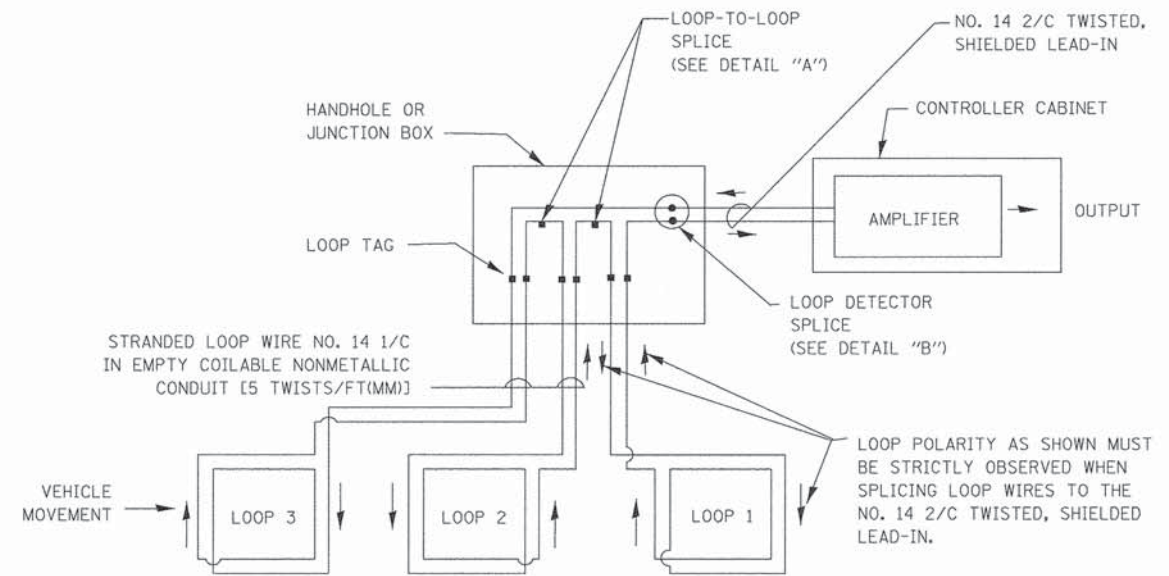 LOOP-TO-LOOP
SPLICE
(SEE DETAIL "A")
NO. 14 2/C TWISTED,
SHIELDED LEAD-IN
HANDHOLE OR
JUNCTION BOX
CONTROLLER CABINET
AMPLIFIER
OUTPUT
LOOP TAG
LOOP DETECTOR
SPLICE
(SEE DETAIL "B")
STRANDED LOOP WIRE NO. 14 1/C
IN EMPTY COILABLE NONMETALLIC
CONDUIT [5 TWISTS/FT(MM)]
LOOP POLARITY AS SHOWN MUST
BE STRICTLY OBSERVED WHEN
SPLICING LOOP WIRES TO THE
NO. 14 2/C TWISTED, SHIELDED
LEAD-IN.
VEHICLE
MOVEMENT
LOOP 3
LOOP 2
LOOP 1